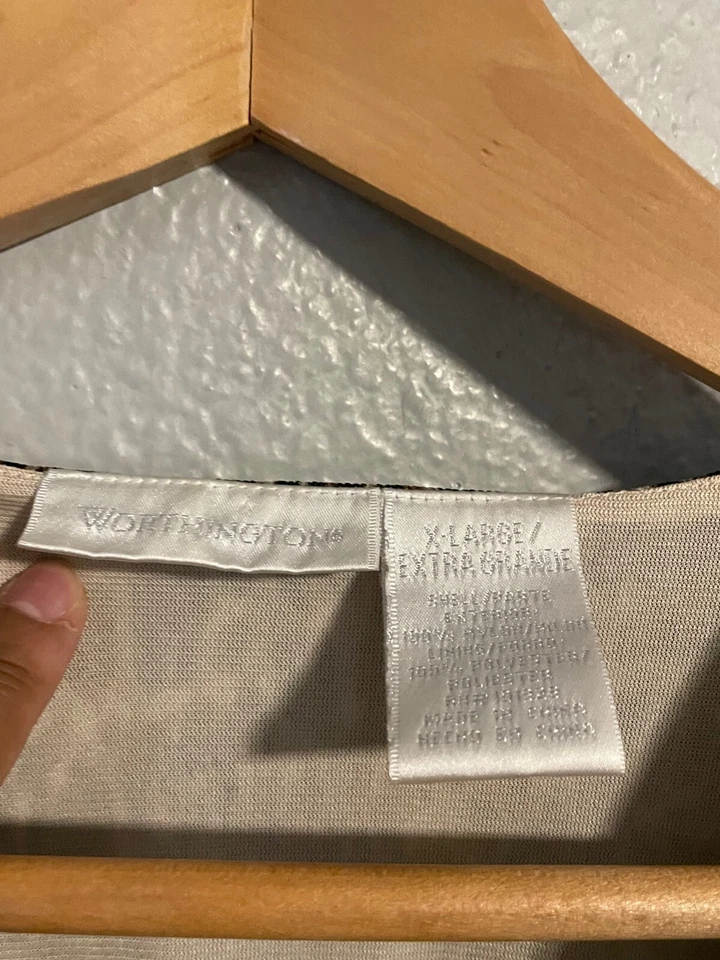 WORTHINGTON®
X-LARGE/
EXTRA GRANDE
SHELL/PARTE
EXTERNA:
100% NYLON/NYLON
LINING/FORRO:
100% POLYESTER/
POLIESTER
MADE IN CHINA
HECHO EN CHINA